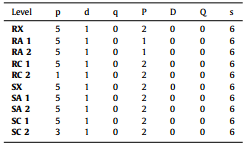 Level p d q P D Q s
RX 5 1 0 2 0 0 6
RA 1 5 1 0 1 0 0 6
RA 2 5 1 0 1 0 0 6
RC 1 5 1 0 2 0 0 6
RC 2 1 1 0 2 0 0 6
SX 5 1 0 2 0 0 6
SA 1 5 1 0 2 0 0 6
SA 2 5 1 0 2 0 0 6
SC 1 5 1 0 2 0 0 6
SC 2 3 1 0 2 0 0 6